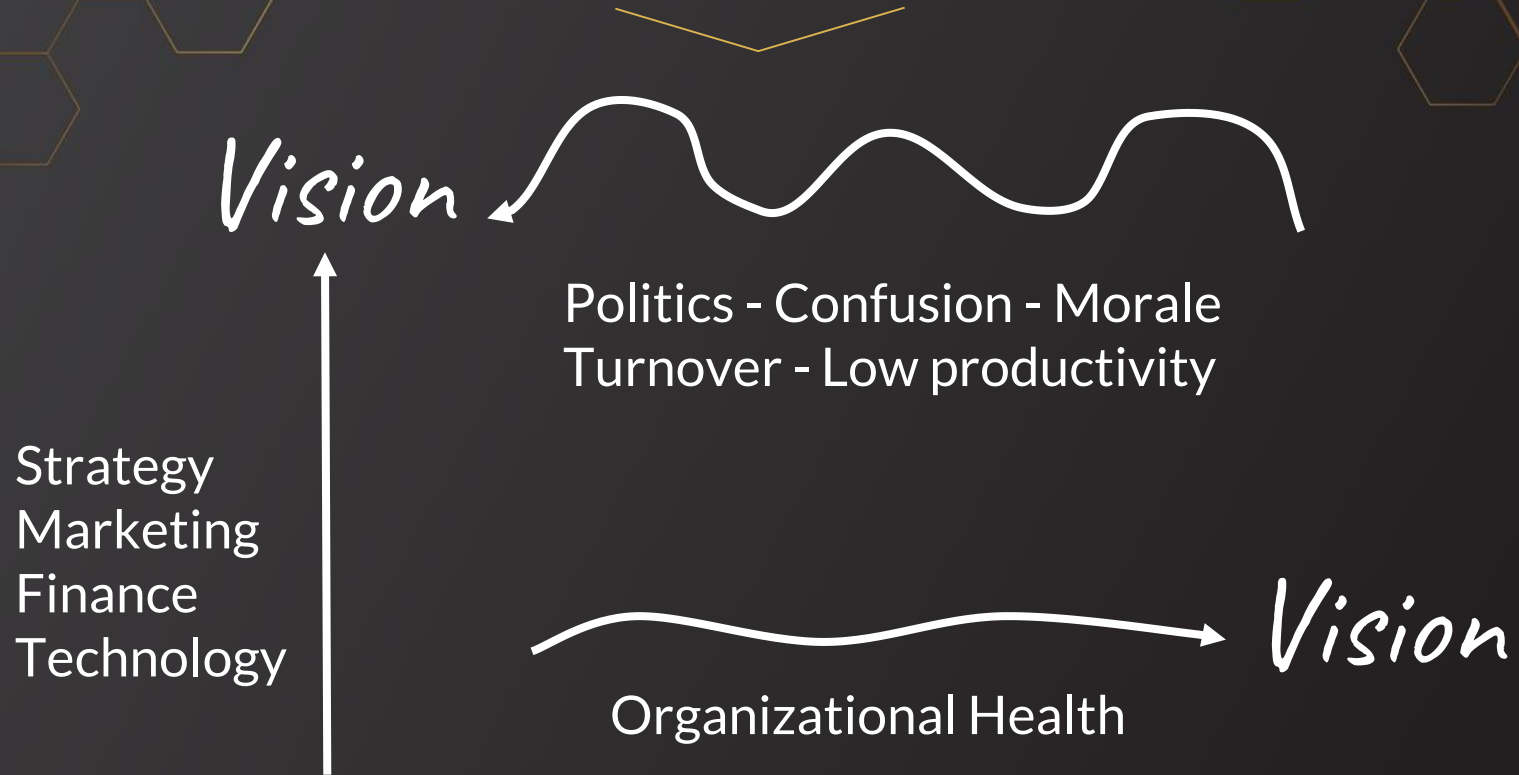 Vision
Politics - Confusion - Morale
Turnover - Low productivity
Strategy
Marketing
Finance
Technology
Vision
Organizational Health